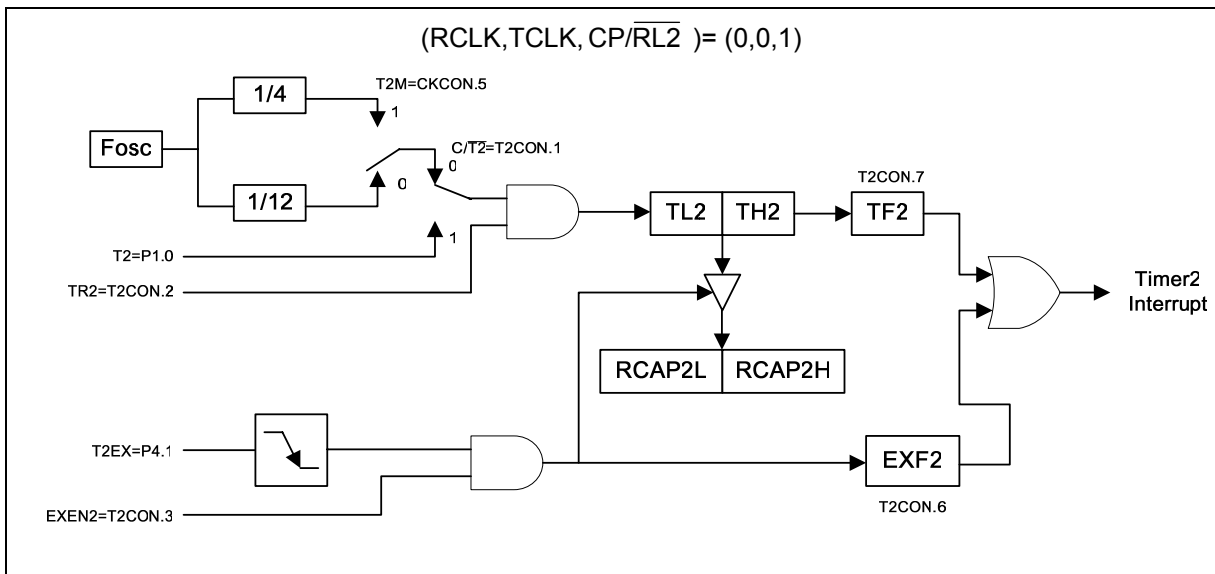 (RCLK,TCLK, CP/RL2 )= (0,0,1)
T2M=CKCON.5
1/4
1
Fosc
C/T2=T2CON.1
0
0
1/12
T2CON.7
TL2
TH2
TF2
1
T2=P1.0
TR2=T2CON.2
Timer2
Interrupt
RCAP2L
RCAP2H
T2EX=P4.1
EXF2
T2CON.6
EXEN2=T2CON.3